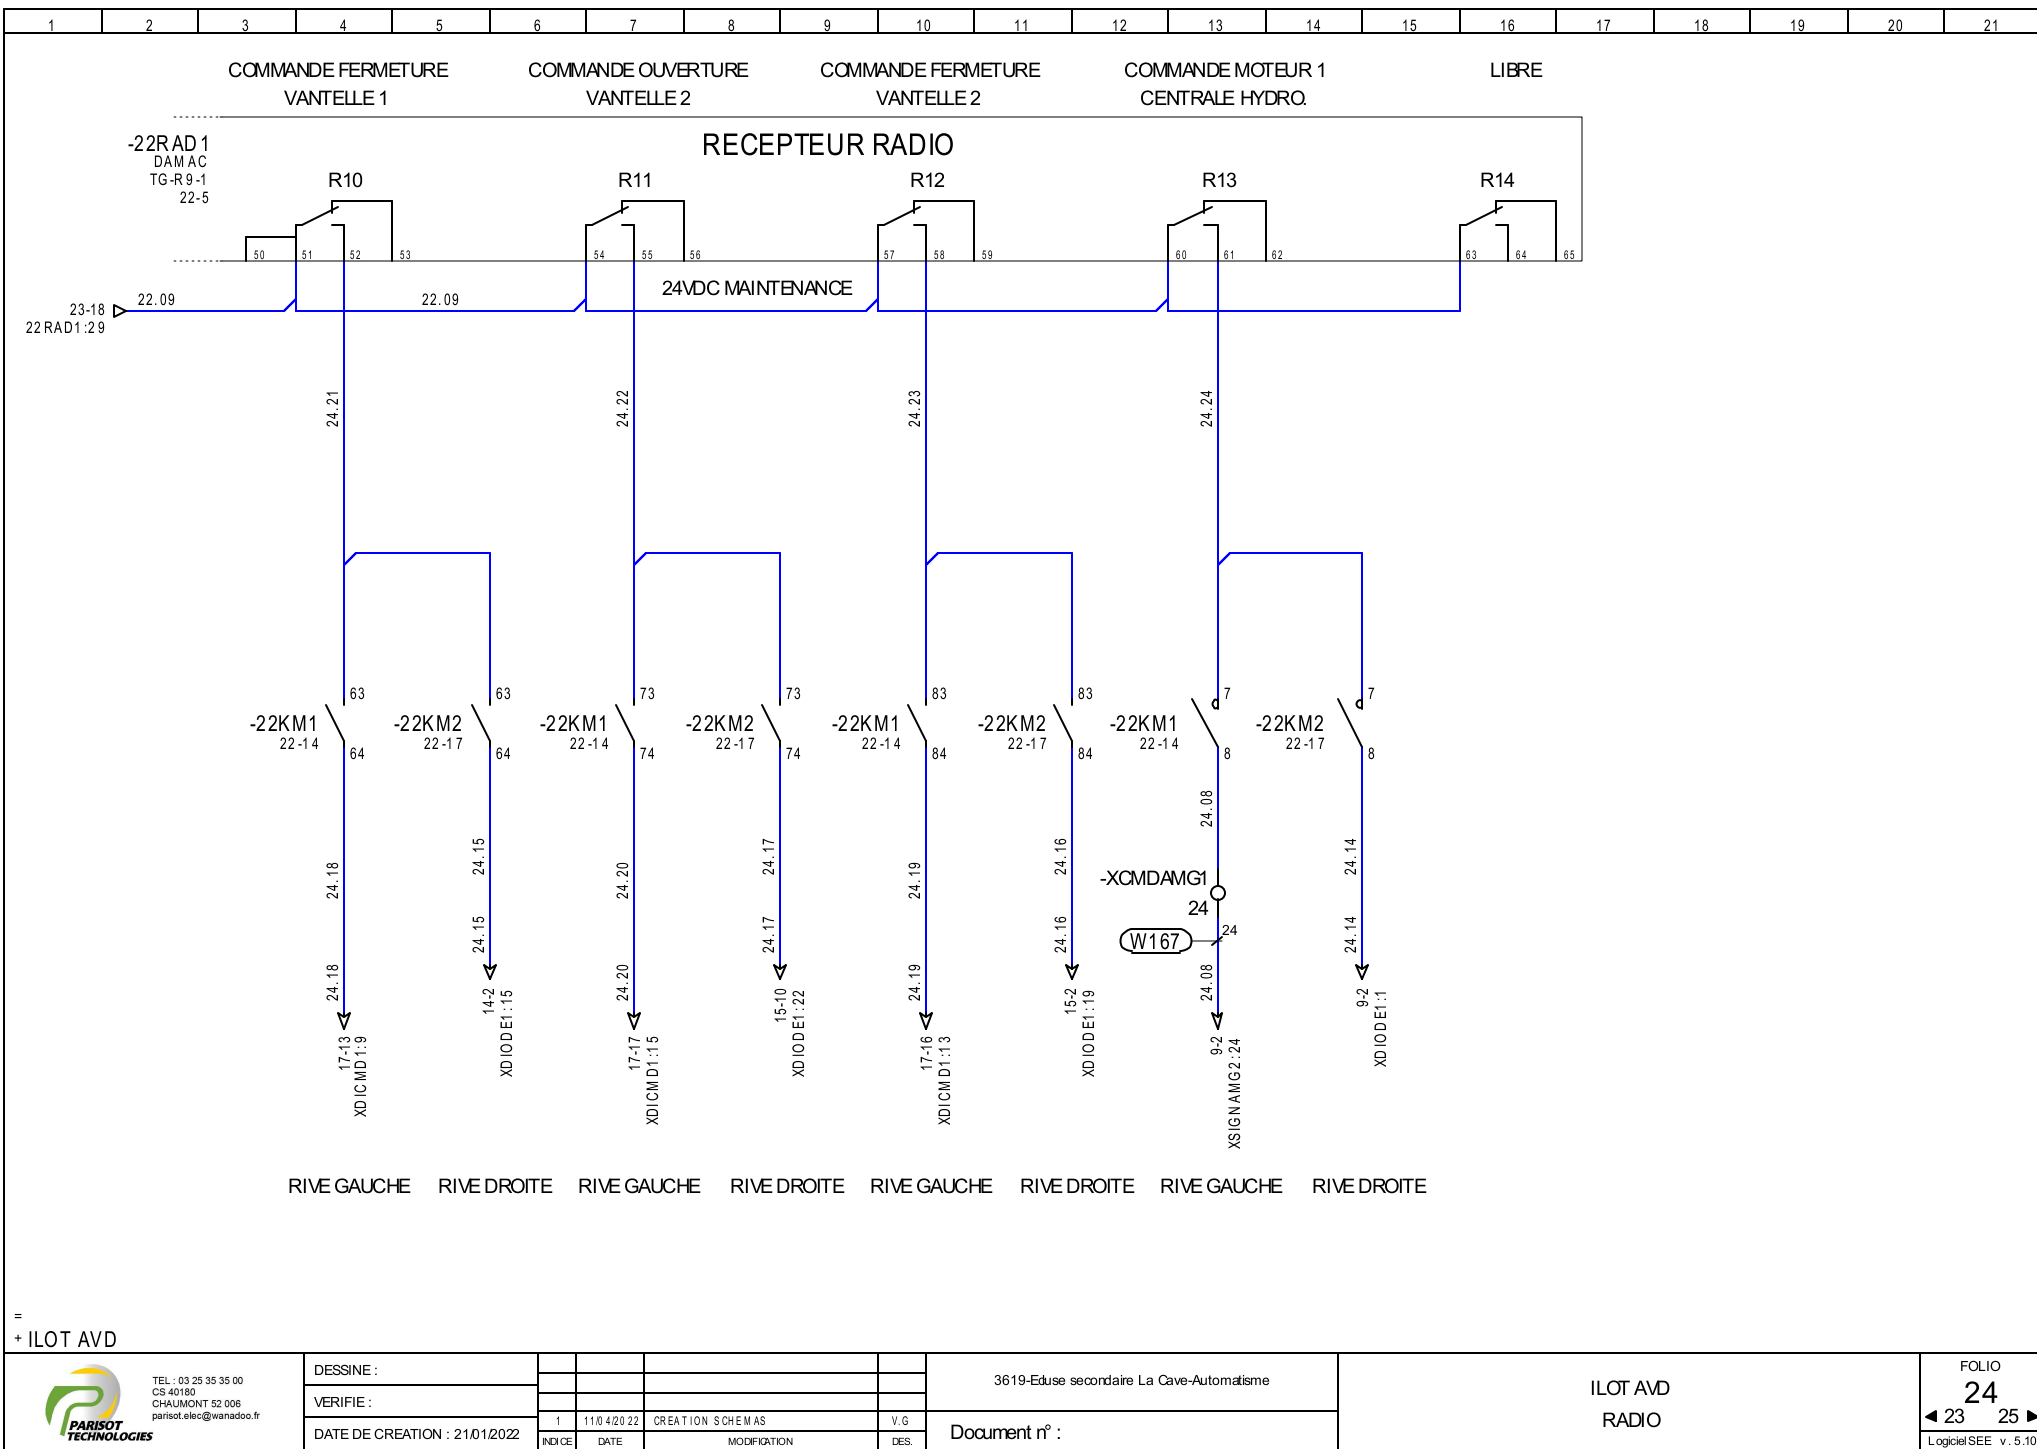 1 2 3 4 5 6 7 8 9 10 11 12 13 14 15 16 17 18 19 20 21
COMMANDE FERMETURE
VANTELLE 1
COMMANDE OUVERTURE
VANTELLE 2
COMMANDE FERMETURE
VANTELLE 2
COMMANDE MOTEUR 1
CENTRALE HYDRO.
LIBRE
-22RAD1
DAMAC
TG-R9-1
22-5
RECEPTEUR RADIO
R10 R11 R12 R13 R14
50 51 52 53 54 55 56 57 58 59 60 61 62 63 64 65
24VDC MAINTENANCE
23-18
22RAD1:29
22.09 22.09
24.21 24.22 24.23 24.24
63 63 73 73 83 83 7 7
-22KM1 -22KM2 -22KM1 -22KM2 -22KM1 -22KM2 -22KM1 -22KM2
22-14 22-17 22-14 22-17 22-14 22-17 22-14 22-17
64 64 74 74 84 84 8 8
24.08
24.18 24.15 24.20 24.17 24.19 24.16 24.14
-XCMDAMG1
24
W167
24
24.18 24.15 24.20 24.17 24.19 24.16 24.08 24.14
17-13
XDICMD1:9
14-2
XDIODE1:15
17-17
XDICMD1:15
15-10
XDIODE1:22
17-16
XDICMD1:13
15-2
XDIODE1:19
9-2
XSIGNAMG2:24
9-2
XDIODE1:1
RIVE GAUCHE RIVE DROITE RIVE GAUCHE RIVE DROITE RIVE GAUCHE RIVE DROITE RIVE GAUCHE RIVE DROITE
=
+ ILOT AVD
PARISOT
TECHNOLOGIES
TEL : 03 25 35 35 00
CS 40180
CHAUMONT 52 006
parisot.elec@wanadoo.fr
DESSINE :
VERIFIE :
DATE DE CREATION : 21/01/2022
1 11/04/2022 CREATION SCHEMAS V.G
INDICE DATE MODIFICATION DES.
3619-Eduse secondaire La Cave-Automatisme
Document n° :
ILOT AVD
RADIO
FOLIO
24
23 25
Logiciel SEE v.5.10